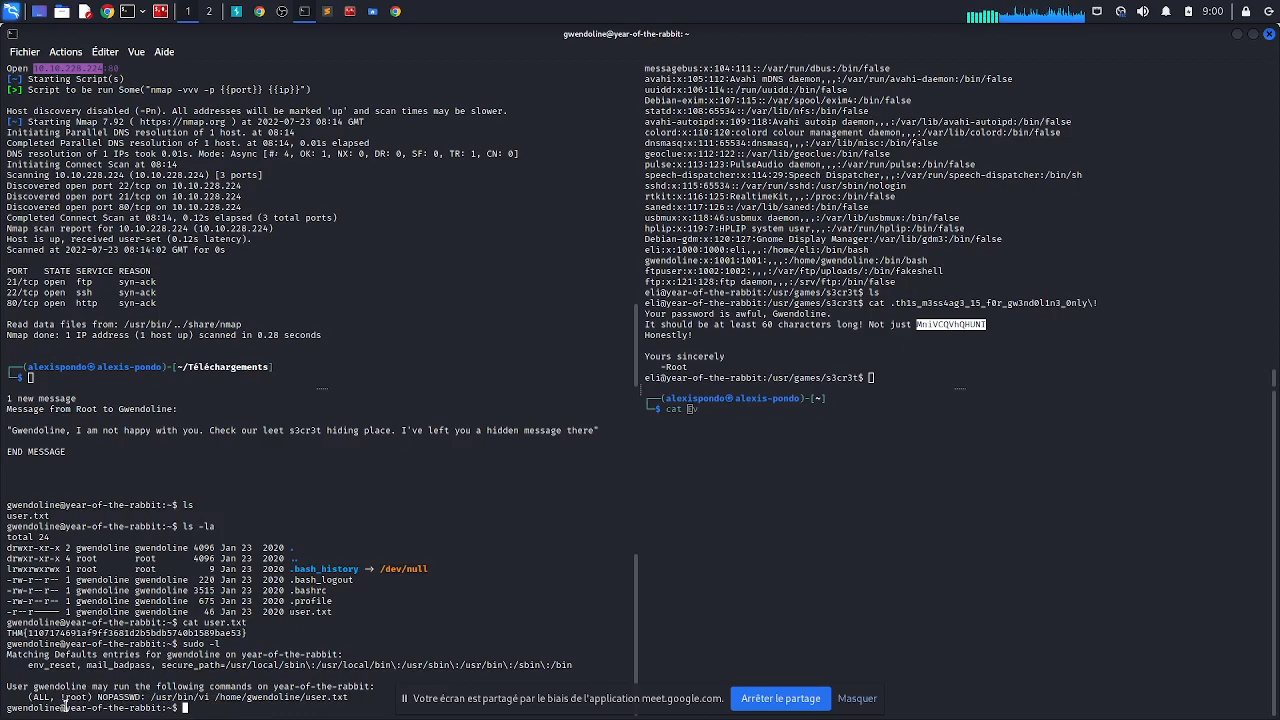 1
2
9:00
gwendoline@year-of-the-rabbit: ~
Fichier Actions Éditer Vue Aide
Open 10.10.228.224:80
[~] Starting Script(s)
[>] Script to be run Some("nmap -vvv -p {{port}} {{ip}}")
Host discovery disabled (-Pn). All addresses will be marked 'up' and scan times may be slower.
[~] Starting Nmap 7.92 ( https://nmap.org ) at 2022-07-23 08:14 GMT
Initiating Parallel DNS resolution of 1 host. at 08:14
Completed Parallel DNS resolution of 1 host. at 08:14, 0.01s elapsed
DNS resolution of 1 IPs took 0.01s. Mode: Async [#: 4, OK: 1, NX: 0, DR: 0, SF: 0, TR: 1, CN: 0]
Initiating Connect Scan at 08:14
Scanning 10.10.228.224 (10.10.228.224) [3 ports]
Discovered open port 22/tcp on 10.10.228.224
Discovered open port 21/tcp on 10.10.228.224
Discovered open port 80/tcp on 10.10.228.224
Completed Connect Scan at 08:14, 0.12s elapsed (3 total ports)
Nmap scan report for 10.10.228.224 (10.10.228.224)
Host is up, received user-set (0.12s latency).
Scanned at 2022-07-23 08:14:02 GMT for 0s
PORT STATE SERVICE REASON
21/tcp open ftp syn-ack
22/tcp open ssh syn-ack
80/tcp open http syn-ack
Read data files from: /usr/bin/../share/nmap
Nmap done: 1 IP address (1 host up) scanned in 0.28 seconds
(alexispondo㉿alexis-pondo)-[~/Téléchargements]
$
1 new message
Message from Root to Gwendoline:
"Gwendoline, I am not happy with you. Check our leet s3cr3t hiding place. I've left you a hidden message there"
END MESSAGE
gwendoline@year-of-the-rabbit:~$ ls
user.txt
gwendoline@year-of-the-rabbit:~$ ls -la
total 24
drwxr-xr-x 2 gwendoline gwendoline 4096 Jan 23 2020 .
drwxr-xr-x 4 root root 4096 Jan 23 2020 ..
lrwxrwxrwx 1 root root 9 Jan 23 2020 .bash_history -> /dev/null
-rw-r--r-- 1 gwendoline gwendoline 220 Jan 23 2020 .bash_logout
-rw-r--r-- 1 gwendoline gwendoline 3515 Jan 23 2020 .bashrc
-rw-r--r-- 1 gwendoline gwendoline 675 Jan 23 2020 .profile
-r--r----- 1 gwendoline gwendoline 46 Jan 23 2020 user.txt
gwendoline@year-of-the-rabbit:~$ cat user.txt
THM{1107174691af9ff3681d2b5bdb5740b1589bae53}
gwendoline@year-of-the-rabbit:~$ sudo -l
Matching Defaults entries for gwendoline on year-of-the-rabbit:
env_reset, mail_badpass, secure_path=/usr/local/sbin\:/usr/local/bin\:/usr/sbin\:/usr/bin\:/sbin\:/bin
User gwendoline may run the following commands on year-of-the-rabbit:
(ALL, !root) NOPASSWD: /usr/bin/vi /home/gwendoline/user.txt
gwendoline@year-of-the-rabbit:~$
messagebus:x:104:111::/var/run/dbus:/bin/false
avahi:x:105:112:Avahi mDNS daemon,,,:/var/run/avahi-daemon:/bin/false
uuidd:x:106:114::/run/uuidd:/bin/false
Debian-exim:x:107:115::/var/spool/exim4:/bin/false
statd:x:108:65534::/var/lib/nfs:/bin/false
avahi-autoipd:x:109:118:Avahi autoip daemon,,,:/var/lib/avahi-autoipd:/bin/false
colord:x:110:120:colord colour management daemon,,,:/var/lib/colord:/bin/false
dnsmasq:x:111:65534:dnsmasq,,,:/var/lib/misc:/bin/false
geoclue:x:112:122::/var/lib/geoclue:/bin/false
pulse:x:113:123:PulseAudio daemon,,,:/var/run/pulse:/bin/false
speech-dispatcher:x:114:29:Speech Dispatcher,,,:/var/run/speech-dispatcher:/bin/sh
sshd:x:115:65534::/var/run/sshd:/usr/sbin/nologin
rtkit:x:116:125:RealtimeKit,,,:/proc:/bin/false
saned:x:117:126::/var/lib/saned:/bin/false
usbmux:x:118:46:usbmux daemon,,,:/var/lib/usbmux:/bin/false
hplip:x:119:7:HPLIP system user,,,:/var/run/hplip:/bin/false
Debian-gdm:x:120:127:Gnome Display Manager:/var/lib/gdm3:/bin/false
eli:x:1000:1000:eli,,,:/home/eli:/bin/bash
gwendoline:x:1001:1001:,,,:/home/gwendoline:/bin/bash
ftpuser:x:1002:1002:,,,:/var/ftp/uploads/:/bin/fakeshell
ftp:x:121:128:ftp daemon,,,:/srv/ftp:/bin/false
eli@year-of-the-rabbit:/usr/games/s3cr3t$ ls
eli@year-of-the-rabbit:/usr/games/s3cr3t$ cat .th1s_m3ss4ag3_15_f0r_gw3nd0l1n3_0nly\!
Your password is awful, Gwendoline.
It should be at least 60 characters long! Not just MniVCQVhQHUNI
Honestly!
Yours sincerely
-Root
eli@year-of-the-rabbit:/usr/games/s3cr3t$
(alexispondo㉿alexis-pondo)-[~]
$ cat
Votre écran est partagé par le biais de l'application meet.google.com.
Arrêter le partage
Masquer